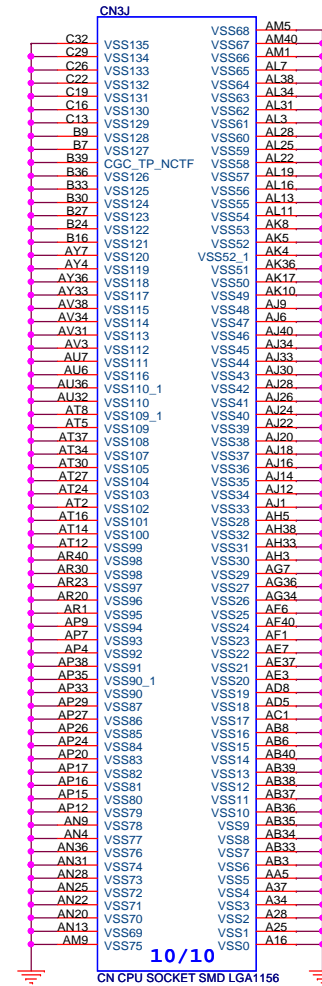 CN3J
VSS68 AM5
C32 VSS135 VSS67 AM40
C29 VSS134 VSS66 AM1
C26 VSS133 VSS65 AL7
C22 VSS132 VSS64 AL38
C19 VSS131 VSS63 AL34
C16 VSS130 VSS62 AL31
C13 VSS129 VSS61 AL3
B9 VSS128 VSS60 AL28
B7 VSS127 VSS59 AL25
B39 CGC_TP_NCTF VSS58 AL22
B36 VSS126 VSS57 AL19
B33 VSS125 VSS56 AL16
B30 VSS124 VSS55 AL13
B27 VSS123 VSS54 AL11
B24 VSS122 VSS53 AK8
B16 VSS121 VSS52 AK5
AY7 VSS120 VSS52_1 AK4
AY4 VSS119 VSS51 AK36
AY36 VSS118 VSS50 AK17
AY33 VSS117 VSS49 AK10
AV38 VSS115 VSS48 AJ9
AV34 VSS114 VSS47 AJ6
AV31 VSS113 VSS46 AJ40
AV3 VSS112 VSS45 AJ34
AU7 VSS111 VSS44 AJ33
AU6 VSS116 VSS43 AJ30
AU36 VSS110_1 VSS42 AJ28
AU32 VSS110 VSS41 AJ26
AT8 VSS109_1 VSS40 AJ24
AT5 VSS109 VSS39 AJ22
AT37 VSS108 VSS38 AJ20
AT34 VSS107 VSS37 AJ18
AT30 VSS105 VSS36 AJ16
AT27 VSS104 VSS35 AJ14
AT24 VSS103 VSS34 AJ12
AT2 VSS102 VSS33 AJ1
AT16 VSS101 VSS28 AH5
AT14 VSS100 VSS32 AH38
AT12 VSS99 VSS31 AH33
AR40 VSS98 VSS30 AH3
AR30 VSS98 VSS29 AG7
AR23 VSS97 VSS27 AG36
AR20 VSS96 VSS26 AG34
AR1 VSS95 VSS25 AF6
AP9 VSS94 VSS24 AF40
AP7 VSS93 VSS23 AF1
AP4 VSS92 VSS22 AE7
AP38 VSS91 VSS21 AE37
AP35 VSS90_1 VSS20 AE3
AP33 VSS90 VSS19 AD8
AP29 VSS87 VSS18 AD5
AP27 VSS86 VSS17 AC1
AP26 VSS85 VSS16 AB8
AP24 VSS84 VSS15 AB6
AP20 VSS83 VSS14 AB40
AP17 VSS82 VSS13 AB39
AP16 VSS81 VSS12 AB38
AP15 VSS80 VSS11 AB37
AP12 VSS79 VSS10 AB36
AN9 VSS78 VSS9 AB35
AN4 VSS77 VSS8 AB34
AN36 VSS76 VSS7 AB33
AN31 VSS74 VSS6 AB3
AN28 VSS73 VSS5 AA5
AN25 VSS72 VSS4 A37
AN22 VSS71 VSS3 A34
AN20 VSS70 VSS2 A28
AN13 VSS69 VSS1 A25
AM9 VSS75 VSS0 A16
10/10
CN CPU SOCKET SMD LGA1156